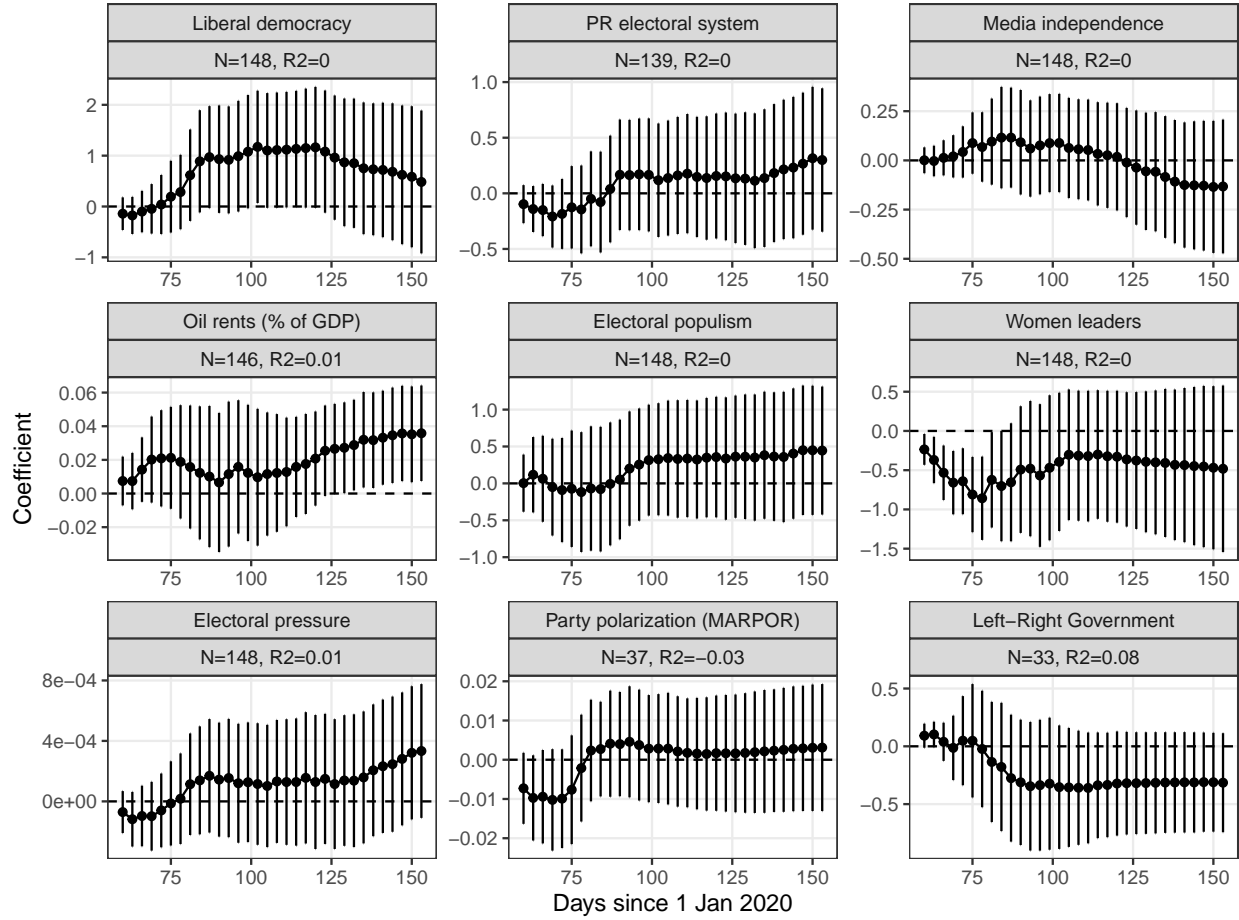 Liberal democracy
N=148, R2=0
2
1
0
−1
75 100 125 150
PR electoral system
N=139, R2=0
1.0
0.5
0.0
−0.5
75 100 125 150
Media independence
N=148, R2=0
0.25
0.00
−0.25
−0.50
75 100 125 150
Oil rents (% of GDP)
N=146, R2=0.01
0.06
0.04
0.02
0.00
−0.02
75 100 125 150
Electoral populism
N=148, R2=0
1.0
0.5
0.0
−0.5
−1.0
75 100 125 150
Women leaders
N=148, R2=0
0.5
0.0
−0.5
−1.0
−1.5
75 100 125 150
Electoral pressure
N=148, R2=0.01
8e−04
4e−04
0e+00
75 100 125 150
Party polarization (MARPOR)
N=37, R2=−0.03
0.02
0.01
0.00
−0.01
−0.02
75 100 125 150
Left−Right Government
N=33, R2=0.08
0.5
0.0
−0.5
75 100 125 150
Coefficient
Days since 1 Jan 2020